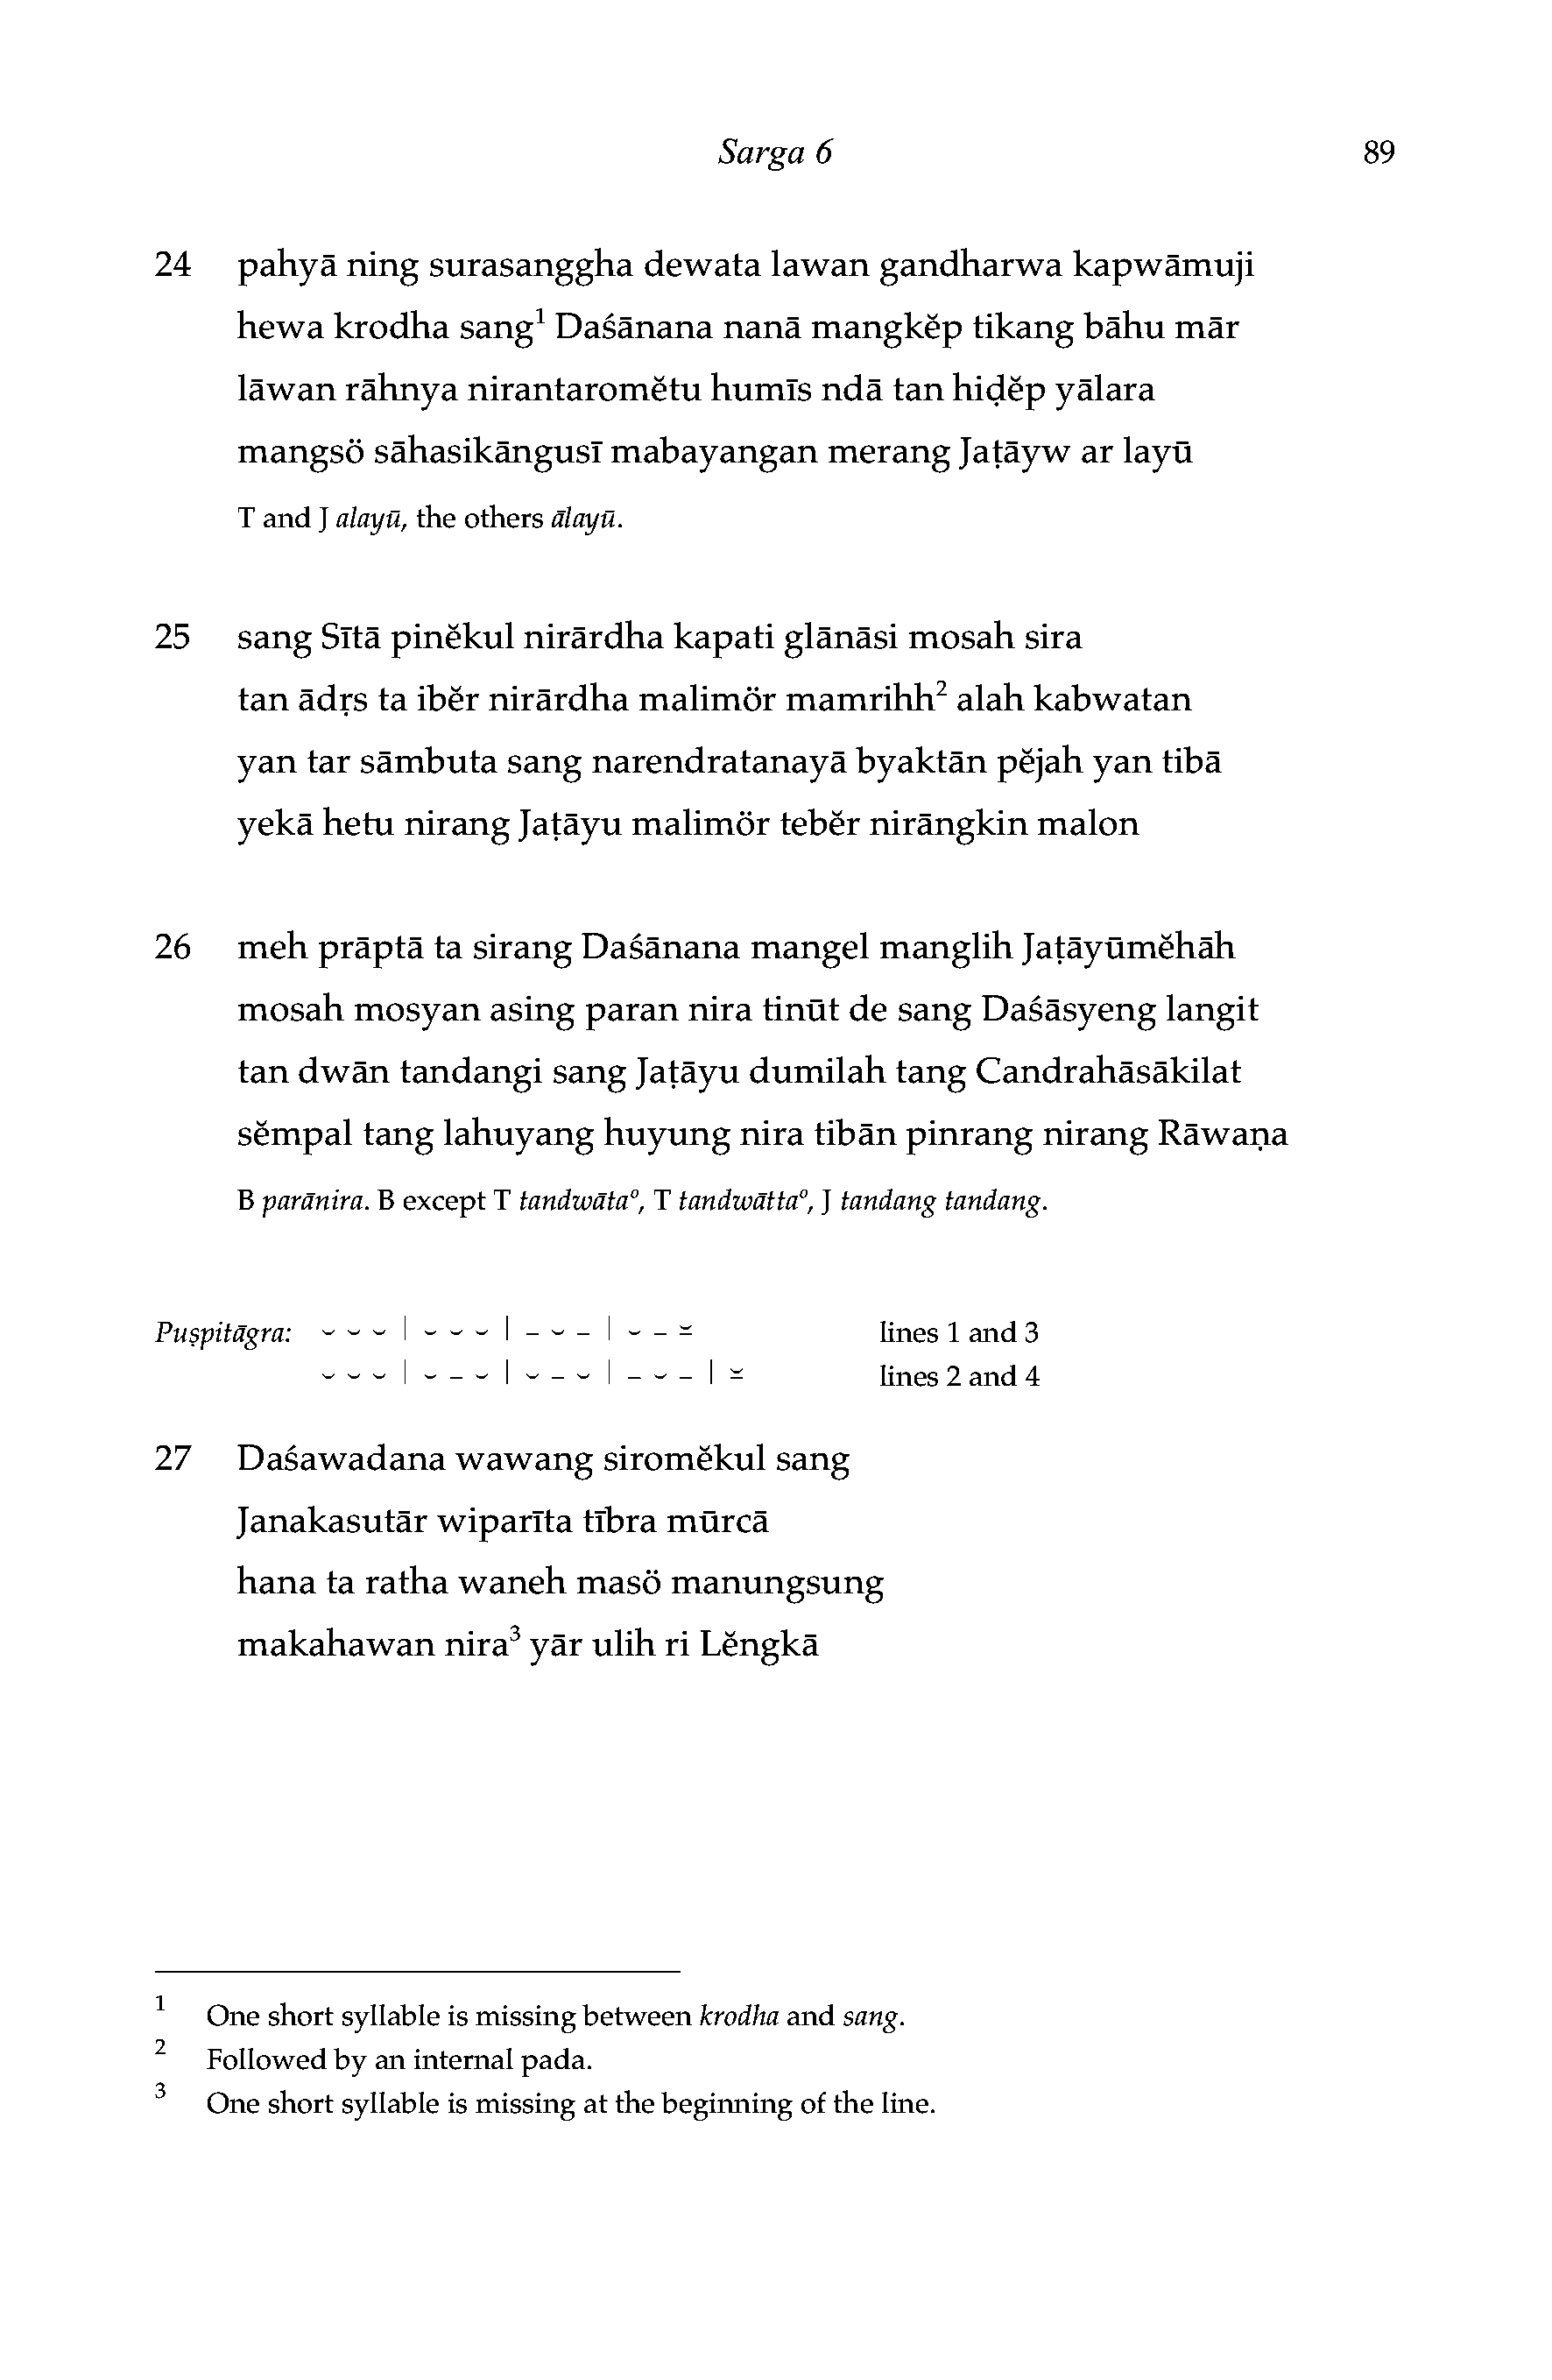 Sarga 6 89
24 pahyā ning surasanggha dewata lawan gandharwa kapwāmuji
hewa krodha sang¹ Daśānana nanā mangkĕp tikang bāhu mār
lāwan rāhnya nirantaromĕtu humīs ndā tan hiḍĕp yālara
mangsö sāhasikāngusī mabayangan merang Jaṭāyw ar layū
T and J alayū, the others ālayū.
25 sang Sītā pinĕkul nirārdha kapati glānāsi mosah sira
tan ādṛs ta ibĕr nirārdha malimör mamrihh² alah kabwatan
yan tar sāmbuta sang narendratanayā byaktān pĕjah yan tibā
yekā hetu nirang Jaṭāyu malimör tebĕr nirāngkin malon
26 meh prāptā ta sirang Daśānana mangel manglih Jaṭāyūmĕhāh
mosah mosyan asing paran nira tinūt de sang Daśāsyeng langit
tan dwān tandangi sang Jaṭāyu dumilah tang Candrahāsākilat
sĕmpal tang lahuyang huyung nira tibān pinrang nirang Rāwaṇa
B parānira. B except T tandwāta°, T tandwātta°, J tandang tandang.
Puṣpitāgra: ⏑ ⏑ ⏑ | ⏑ ⏑ ⏑ | – ⏑ – | ⏑ – ⏓ lines 1 and 3
⏑ ⏑ ⏑ | ⏑ – ⏑ | ⏑ – ⏑ | – ⏑ – | ⏓ lines 2 and 4
27 Daśawadana wawang siromĕkul sang
Janakasutār wiparīta tībra mūrcā
hana ta ratha waneh masö manungsung
makahawan nira³ yār ulih ri Lĕngkā
1 One short syllable is missing between krodha and sang.
2 Followed by an internal pada.
3 One short syllable is missing at the beginning of the line.